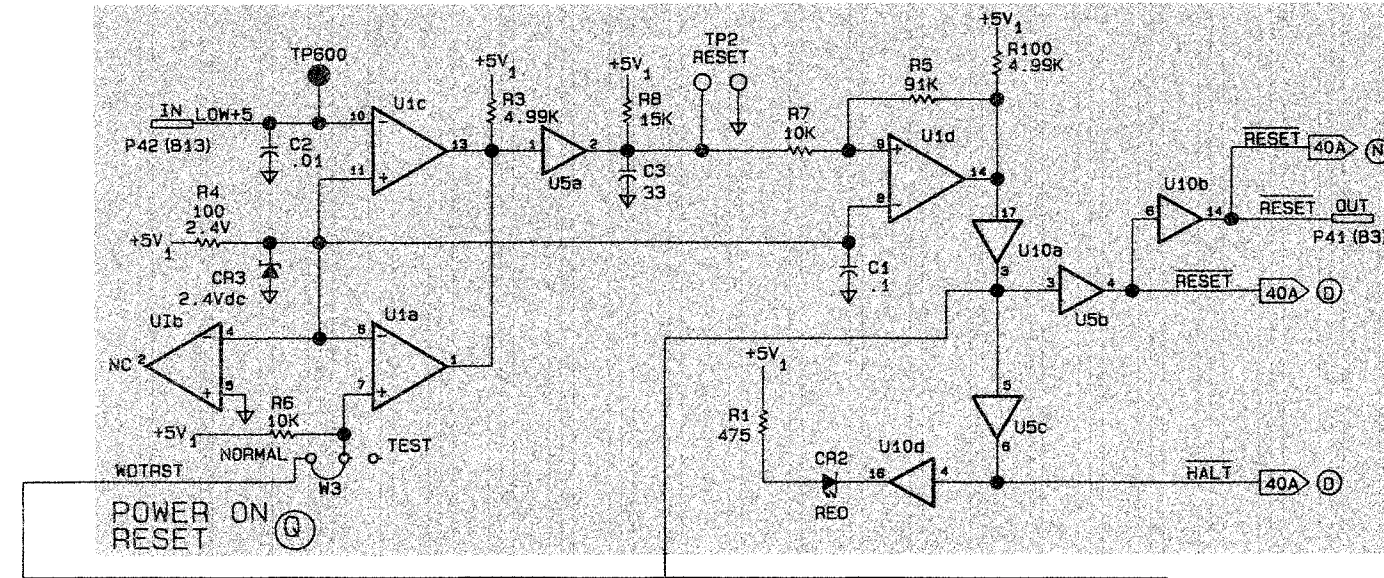 +5V1
TP600
+5V1
+5V1
TP2
RESET
R5
91K
R100
4.99K
IN LOW+5
P42 (B13)
C2
.01
10
11
U1c
13
R3
4.99K
1
2
U5a
R8
15K
C3
33
R7
10K
9
8
U1d
14
R4
100
2.4V
+5V1
CR3
2.4Vdc
C1
.1
17
U10a
3
3
4
U5b
6
U10b
14
RESET 40A N
RESET OUT
P41 (B3)
RESET 40A D
UIb
4
5
NC 2
U1a
6
7
1
R6
10K
+5V1
NORMAL
TEST
W3
WDTRST
+5V1
R1
475
CR2
RED
16
U10d
4
5
U5c
6
HALT 40A D
POWER ON
RESET
Q